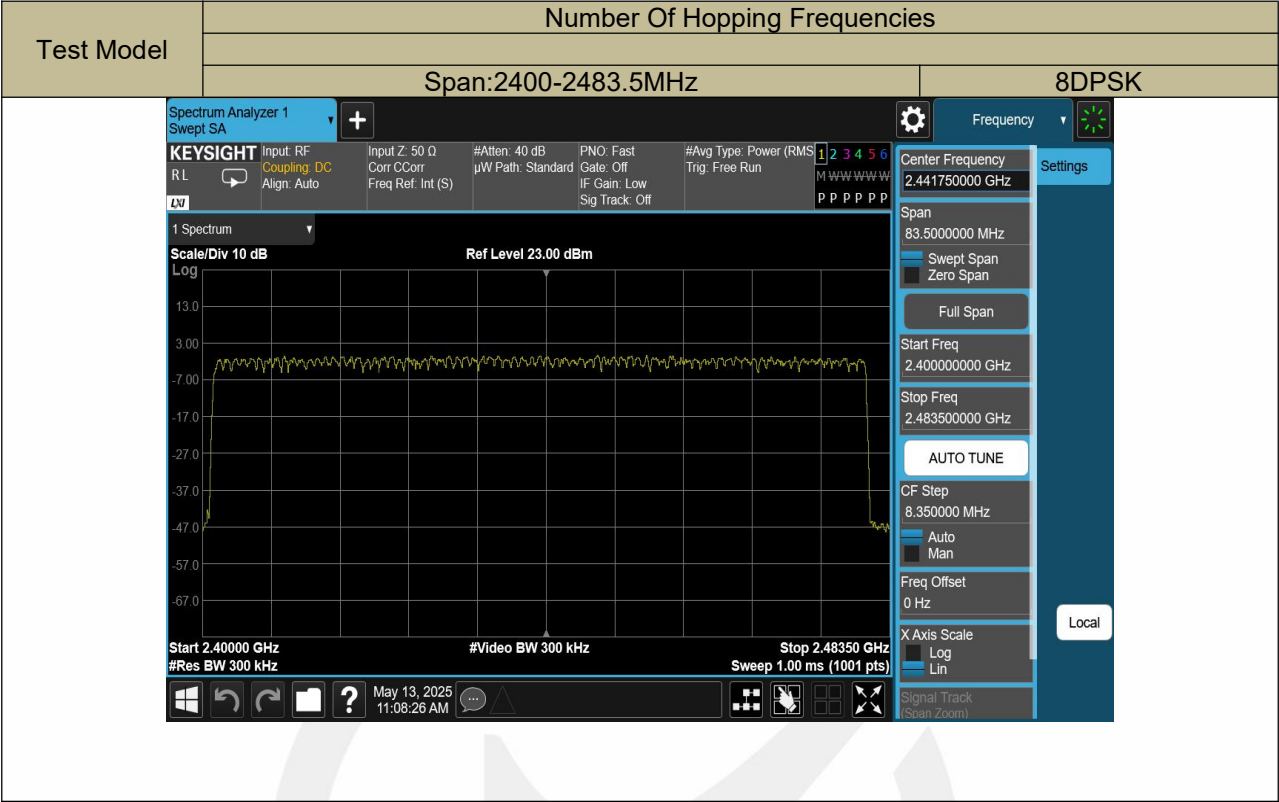 Test Model
Number Of Hopping Frequencies
Span:2400-2483.5MHz
8DPSK
Spectrum Analyzer 1
Swept SA
+
Frequency
KEYSIGHT
R L
LXI
Input: RF
Coupling: DC
Align: Auto
Input Z: 50 Ω
Corr CCorr
Freq Ref: Int (S)
#Atten: 40 dB
µW Path: Standard
PNO: Fast
Gate: Off
IF Gain: Low
Sig Track: Off
#Avg Type: Power (RMS
Trig: Free Run
1 2 3 4 5 6
M W W W W W
P P P P P P
1 Spectrum
Scale/Div 10 dB
Ref Level 23.00 dBm
Log
13.0
3.00
-7.00
-17.0
-27.0
-37.0
-47.0
-57.0
-67.0
Start 2.40000 GHz
#Video BW 300 kHz
Stop 2.48350 GHz
#Res BW 300 kHz
Sweep 1.00 ms (1001 pts)
?
May 13, 2025
11:08:26 AM
Center Frequency
2.441750000 GHz
Settings
Span
83.5000000 MHz
Swept Span
Zero Span
Full Span
Start Freq
2.400000000 GHz
Stop Freq
2.483500000 GHz
AUTO TUNE
CF Step
8.350000 MHz
Auto
Man
Freq Offset
0 Hz
Local
X Axis Scale
Log
Lin
Signal Track
(Span Zoom)